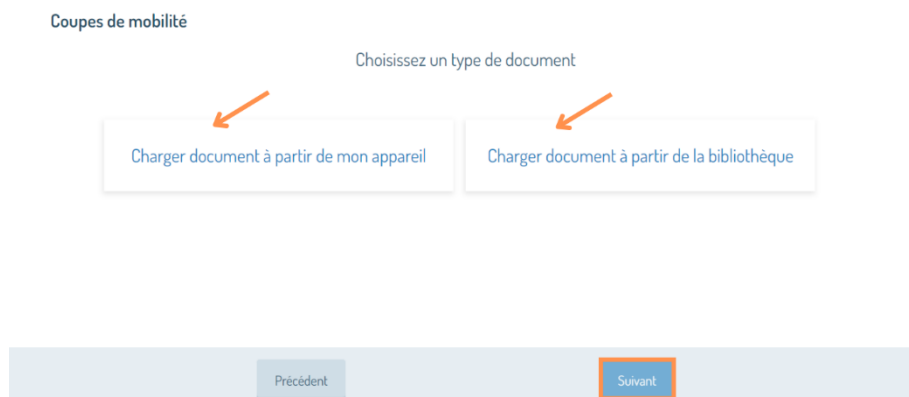 Coupes de mobilité
Choisissez un type de document
Charger document à partir de mon appareil
Charger document à partir de la bibliothèque
Précédent
Suivant